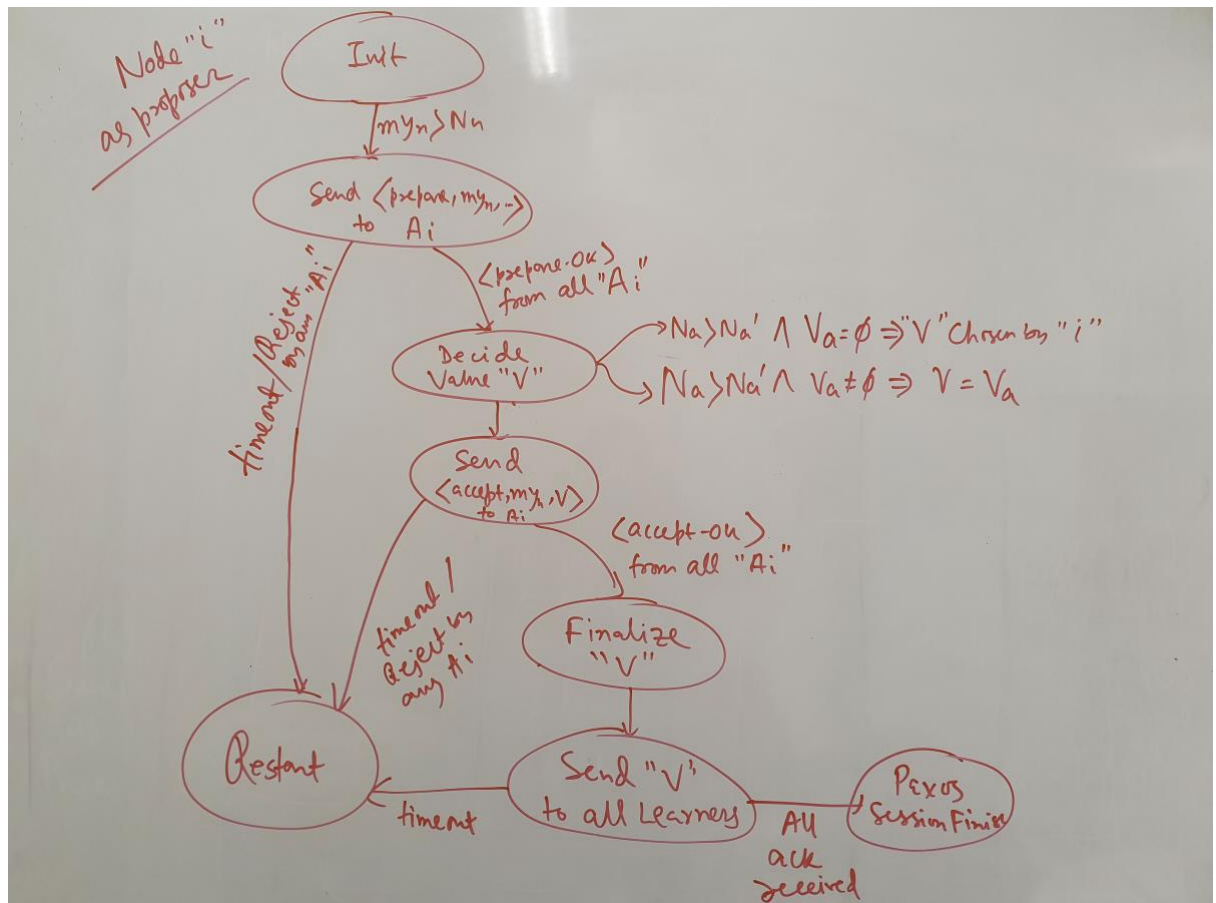 Node "i"
as proposer
Init
myn > Na
Send <prepare, myn, -->
to Ai
<prepare-ok>
from all "Ai"
timeout / Reject
by any "Ai"
Decide
Value "V"
Na > Na' ∧ Va = ϕ ⇒ "V" Chosen by "i"
Na > Na' ∧ Va ≠ ϕ ⇒ V = Va
Send
<accept, myn, V>
to Ai
<accept-ok>
from all "Ai"
timeout /
Reject by
any Ai
Finalize
"V"
Restart
Send "V"
to all Learners
timeout
All
ack
received
Paxos
Session Finish